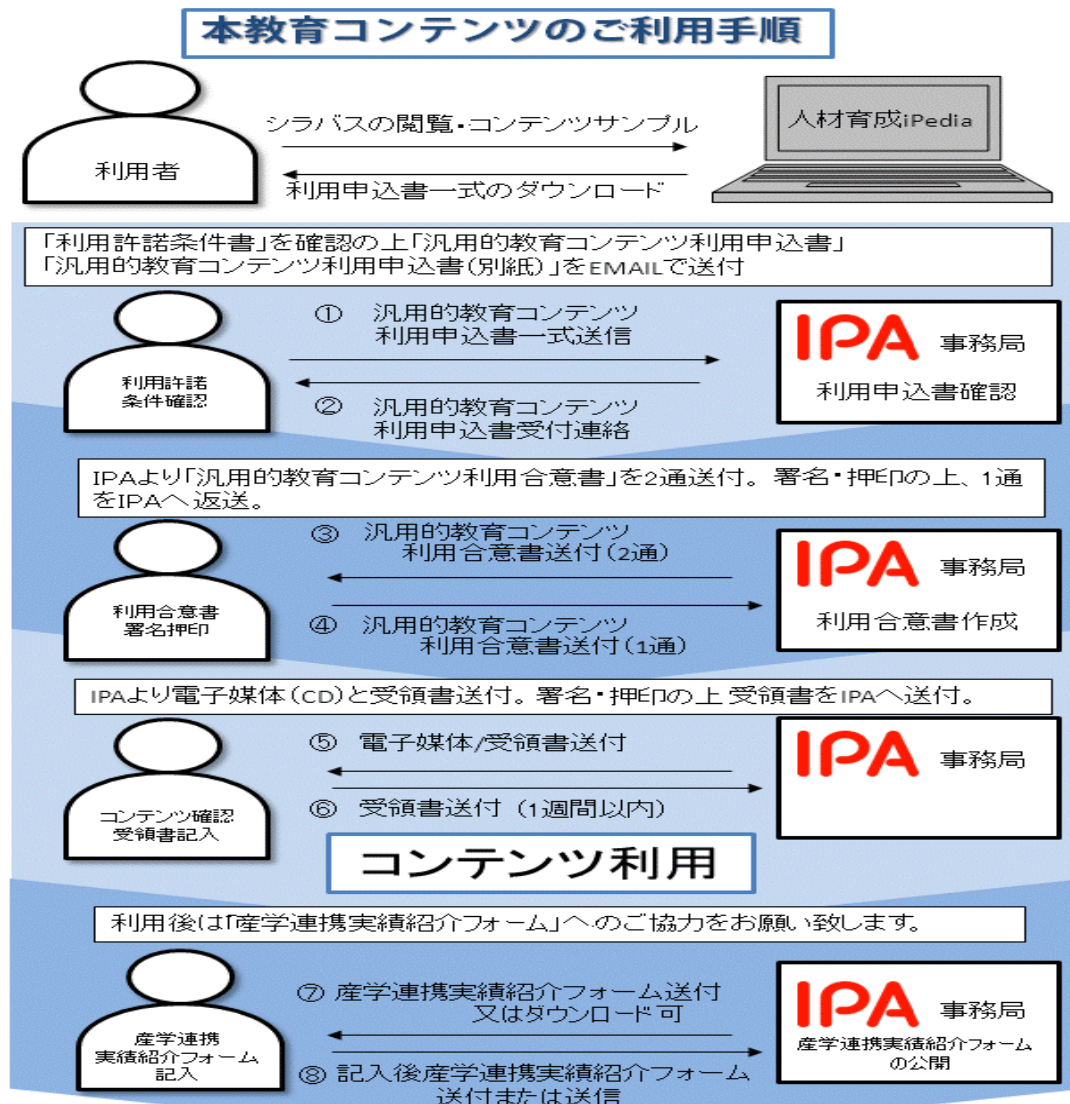 本教育コンテンツのご利用手順
シラバスの閲覧・コンテンツサンプル
人材育成iPedia
利用者
利用申込書一式のダウンロード
「利用許諾条件書」を確認の上「汎用的教育コンテンツ利用申込書」
「汎用的教育コンテンツ利用申込書(別紙)」をEMAILで送付
① 汎用的教育コンテンツ
利用申込書一式送信
IPA 事務局
利用申込書確認
利用許諾
条件確認
② 汎用的教育コンテンツ
利用申込書受付連絡
IPAより「汎用的教育コンテンツ利用合意書」を2通送付。署名・押印の上、1通
をIPAへ返送。
③ 汎用的教育コンテンツ
利用合意書送付(2通)
IPA 事務局
利用合意書作成
利用合意書
署名押印
④ 汎用的教育コンテンツ
利用合意書送付(1通)
IPAより電子媒体(CD)と受領書送付。署名・押印の上 受領書をIPAへ送付。
⑤ 電子媒体/受領書送付
IPA 事務局
⑥ 受領書送付 (1週間以内)
コンテンツ確認
受領書記入
コンテンツ利用
利用後は「産学連携実績紹介フォーム」へのご協力をお願い致します。
⑦ 産学連携実績紹介フォーム送付
又はダウンロード可
IPA 事務局
産学連携実績紹介フォーム
の公開
産学連携
実績紹介フォーム
記入
⑧ 記入後産学連携実績紹介フォーム
送付または送信